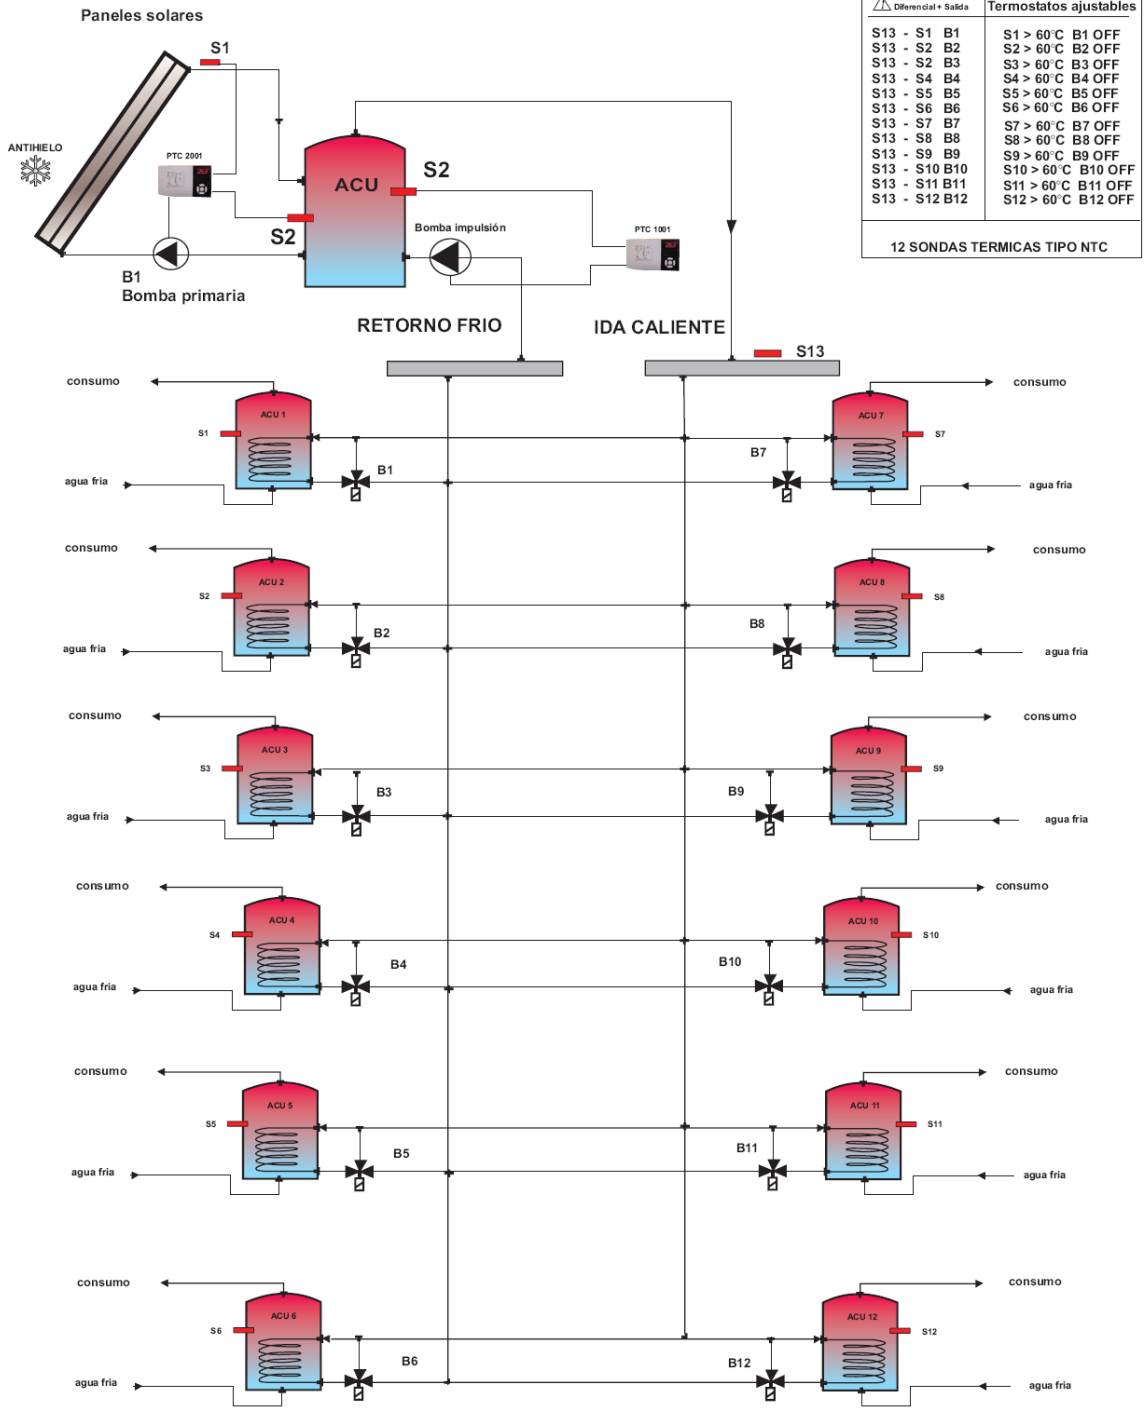 Paneles solares
S1
ANTIHIELO
PTC 2001
ACU
S2
S2
Bomba impulsión
PTC 1001
B1
Bomba primaria
RETORNO FRIO
IDA CALIENTE
S13
Diferencial + Salida
Termostatos ajustables
S13 - S1 B1
S1 > 60°C B1 OFF
S13 - S2 B2
S2 > 60°C B2 OFF
S13 - S2 B3
S3 > 60°C B3 OFF
S13 - S4 B4
S4 > 60°C B4 OFF
S13 - S5 B5
S5 > 60°C B5 OFF
S13 - S6 B6
S6 > 60°C B6 OFF
S13 - S7 B7
S7 > 60°C B7 OFF
S13 - S8 B8
S8 > 60°C B8 OFF
S13 - S9 B9
S9 > 60°C B9 OFF
S13 - S10 B10
S10 > 60°C B10 OFF
S13 - S11 B11
S11 > 60°C B11 OFF
S13 - S12 B12
S12 > 60°C B12 OFF
12 SONDAS TERMICAS TIPO NTC
consumo
ACU 1
S1
B1
agua fria
consumo
ACU 7
S7
B7
agua fria
consumo
ACU 2
S2
B2
agua fria
consumo
ACU 8
S8
B8
agua fria
consumo
ACU 3
S3
B3
agua fria
consumo
ACU 9
S9
B9
agua fria
consumo
ACU 4
S4
B4
agua fria
consumo
ACU 10
S10
B10
agua fria
consumo
ACU 5
S5
B5
agua fria
consumo
ACU 11
S11
B11
agua fria
consumo
ACU 6
S6
B6
agua fria
consumo
ACU 12
S12
B12
agua fria